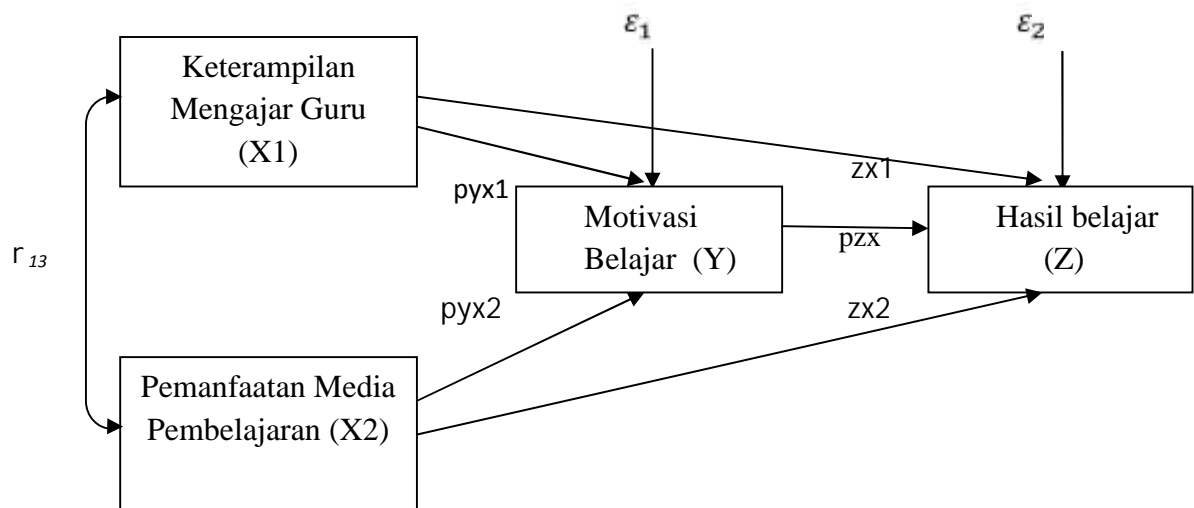 ε1
ε2
Keterampilan
Mengajar Guru
(X1)
zx1
pyx1
Motivasi
Belajar (Y)
pzx
Hasil belajar
(Z)
r 13
pyx2
zx2
Pemanfaatan Media
Pembelajaran (X2)